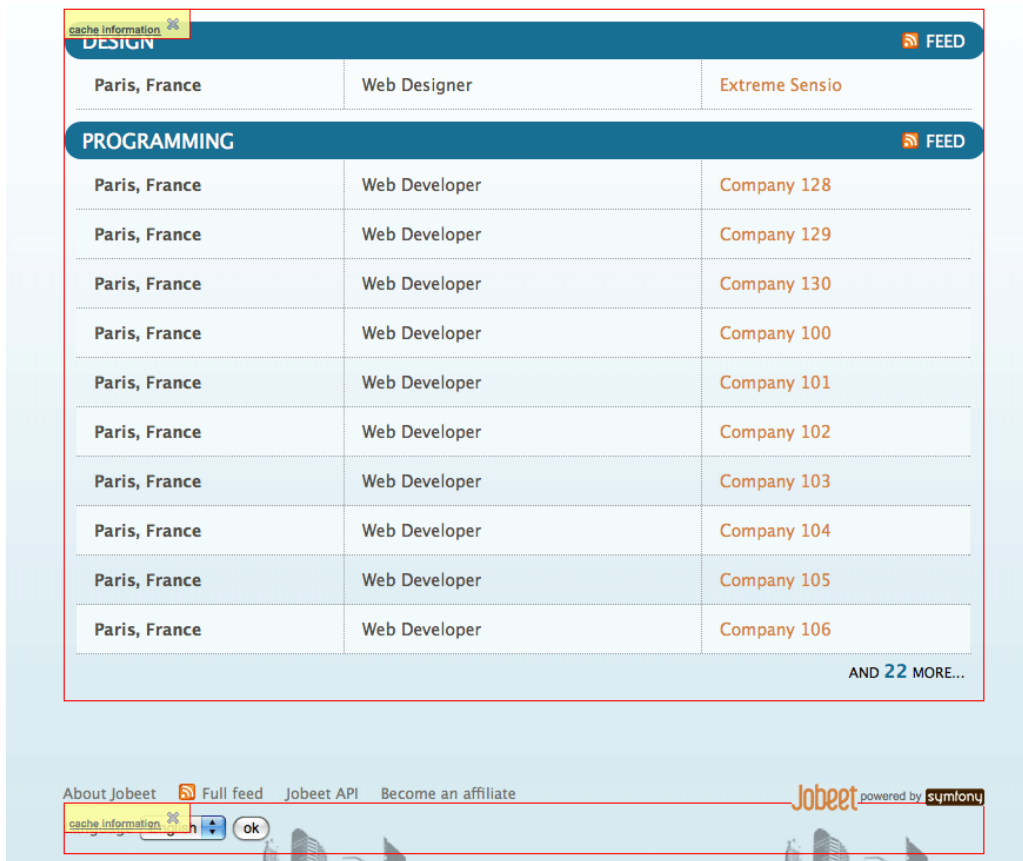 cache information
DESIGN FEED
Paris, France Web Designer Extreme Sensio
PROGRAMMING FEED
Paris, France Web Developer Company 128
Paris, France Web Developer Company 129
Paris, France Web Developer Company 130
Paris, France Web Developer Company 100
Paris, France Web Developer Company 101
Paris, France Web Developer Company 102
Paris, France Web Developer Company 103
Paris, France Web Developer Company 104
Paris, France Web Developer Company 105
Paris, France Web Developer Company 106
AND 22 MORE...
About Jobeet Full feed Jobeet API Become an affiliate Jobeet powered by symfony
cache information
ok